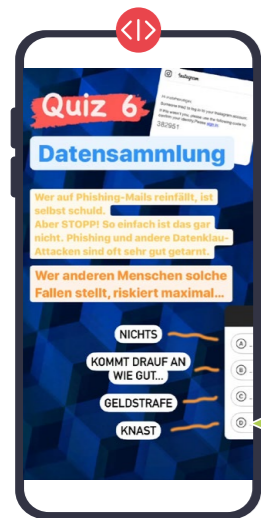 Instagram
Quiz 6
382951
Datensammlung
Wer auf Phishing-Mails reinfällt, ist
selbst schuld.
Aber STOPP! So einfach ist das gar
nicht. Phishing und andere Datenklau-
Attacken sind oft sehr gut getarnt.
Wer anderen Menschen solche
Fallen stellt, riskiert maximal...
NICHTS
A
KOMMT DRAUF AN
WIE GUT...
B
GELDSTRAFE
C
KNAST
D